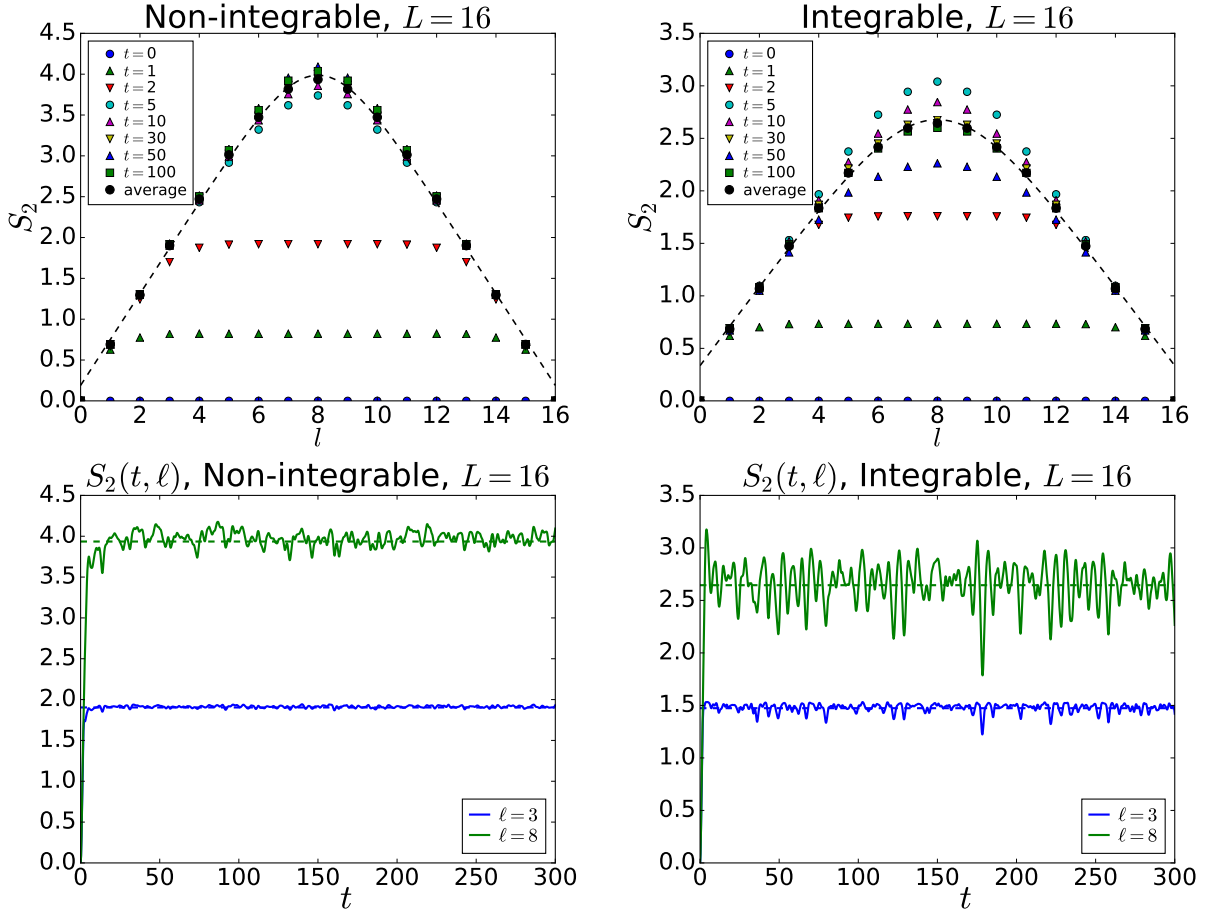 Non-integrable, L = 16
S₂
4.5
4.0
3.5
3.0
2.5
2.0
1.5
1.0
0.5
0.0
t = 0
t = 1
t = 2
t = 5
t = 10
t = 30
t = 50
t = 100
average
0 2 4 6 8 10 12 14 16
l
Integrable, L = 16
S₂
3.5
3.0
2.5
2.0
1.5
1.0
0.5
0.0
t = 0
t = 1
t = 2
t = 5
t = 10
t = 30
t = 50
t = 100
average
0 2 4 6 8 10 12 14 16
l
S₂(t, ℓ), Non-integrable, L = 16
4.5
4.0
3.5
3.0
2.5
2.0
1.5
1.0
0.5
0.0
ℓ = 3
ℓ = 8
0 50 100 150 200 250 300
t
S₂(t, ℓ), Integrable, L = 16
3.5
3.0
2.5
2.0
1.5
1.0
0.5
0.0
ℓ = 3
ℓ = 8
0 50 100 150 200 250 300
t